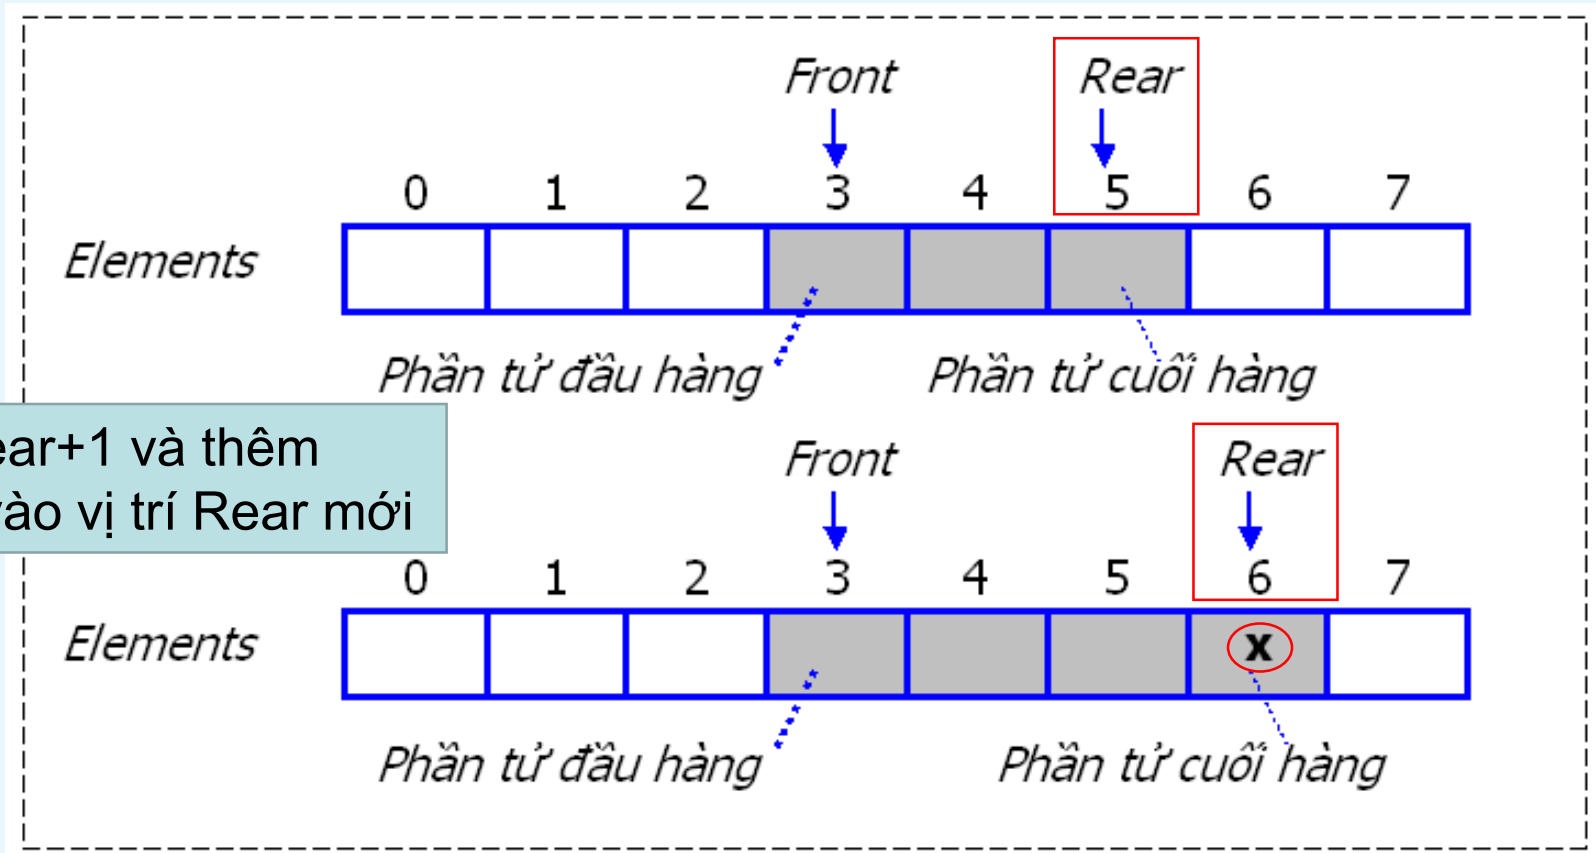 Front Rear
0 1 2 3 4 5 6 7
Elements
Phần tử đầu hàng Phần tử cuối hàng
ear+1 và thêm
vào vị trí Rear mới
Front Rear
0 1 2 3 4 5 6 7
Elements x
Phần tử đầu hàng Phần tử cuối hàng